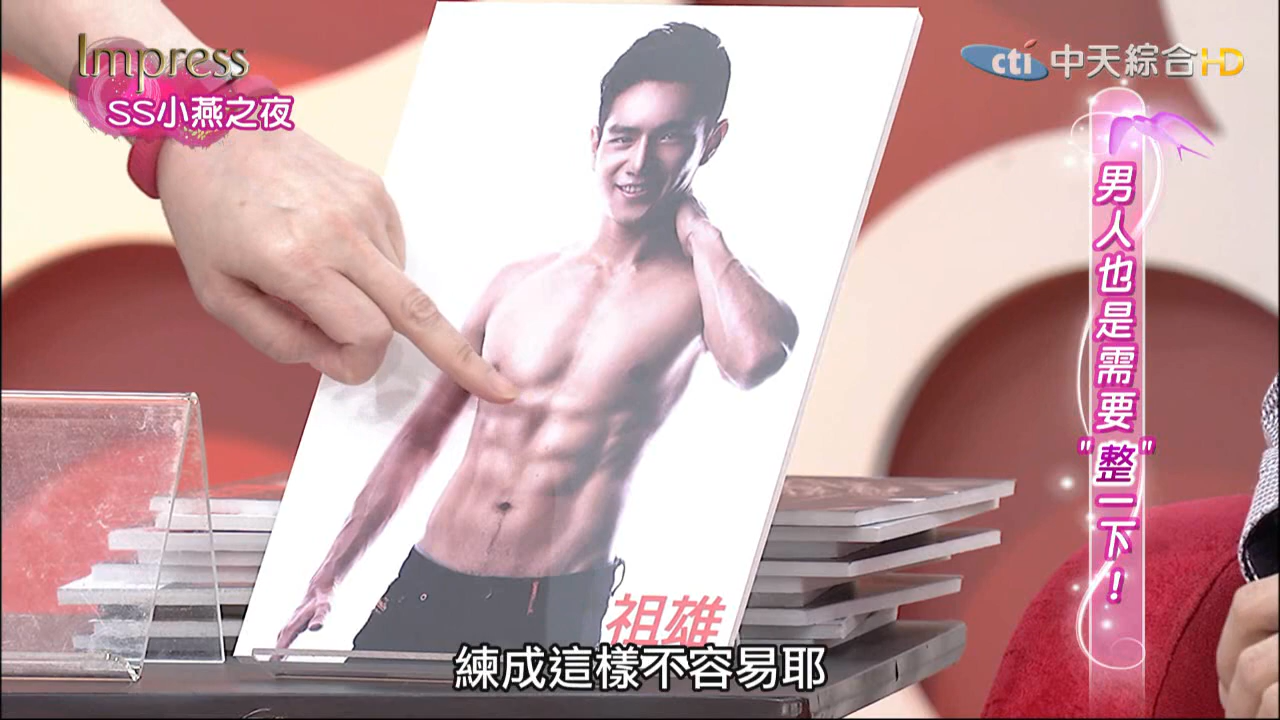 Impress
SS小燕之夜
cti 中天綜合HD
男人也是需要"整"一下！
祖雄
練成這樣不容易耶